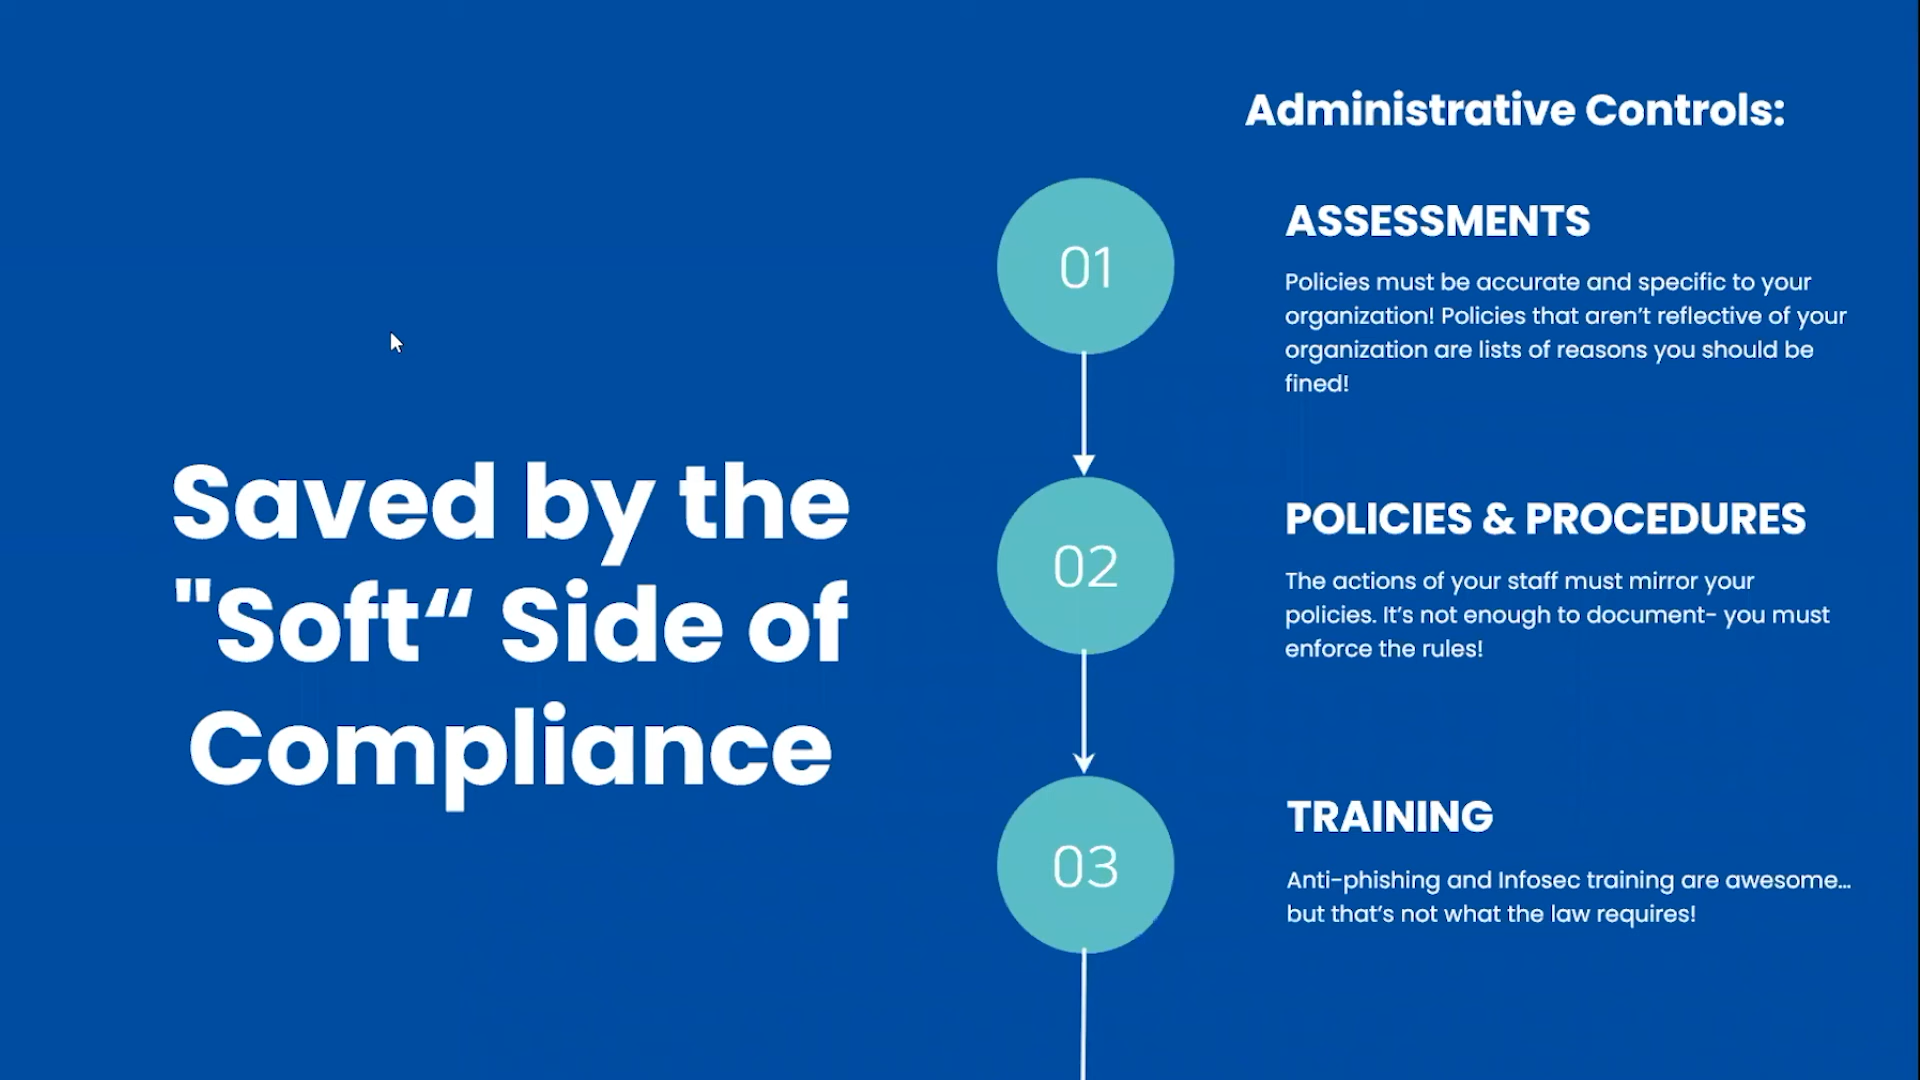 Saved by the
"Soft“ Side of
Compliance
Administrative Controls:
01
ASSESSMENTS
Policies must be accurate and specific to your
organization! Policies that aren’t reflective of your
organization are lists of reasons you should be
fined!
02
POLICIES & PROCEDURES
The actions of your staff must mirror your
policies. It’s not enough to document- you must
enforce the rules!
03
TRAINING
Anti-phishing and Infosec training are awesome...
but that’s not what the law requires!